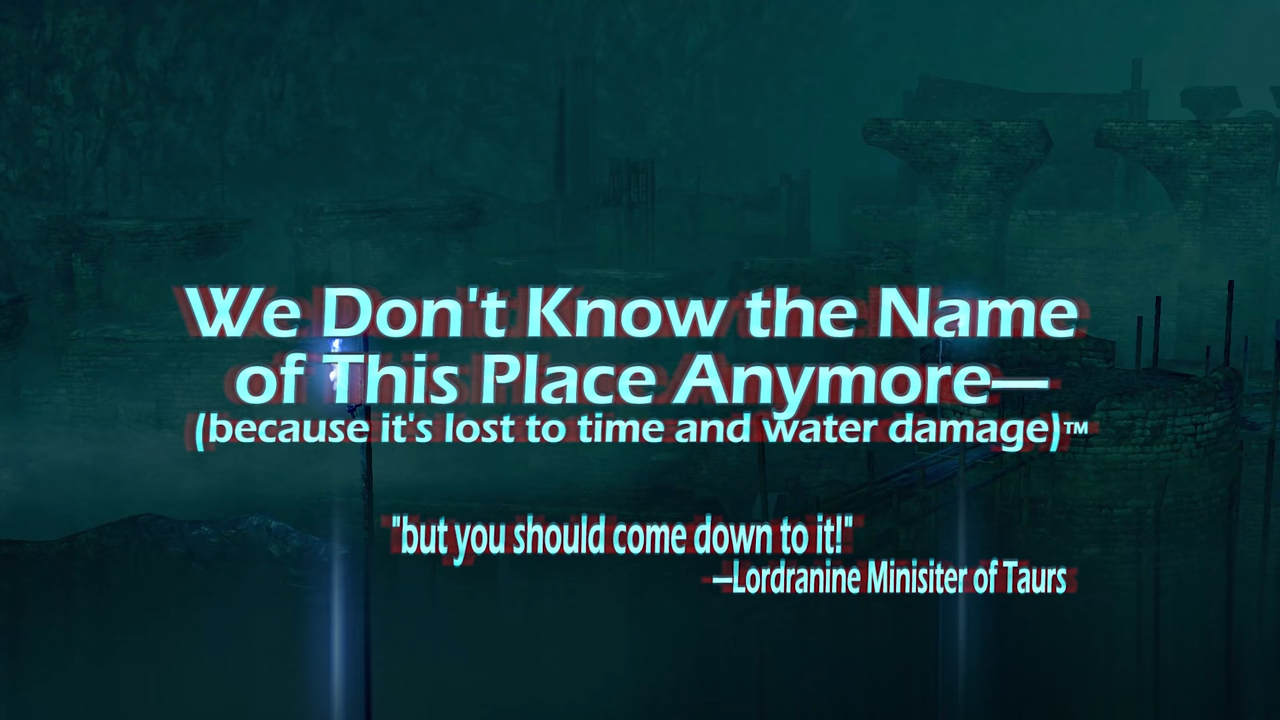 We Don't Know the Name
of This Place Anymore—
(because it's lost to time and water damage)™
"but you should come down to it!"
—Lordranine Minisiter of Taurs